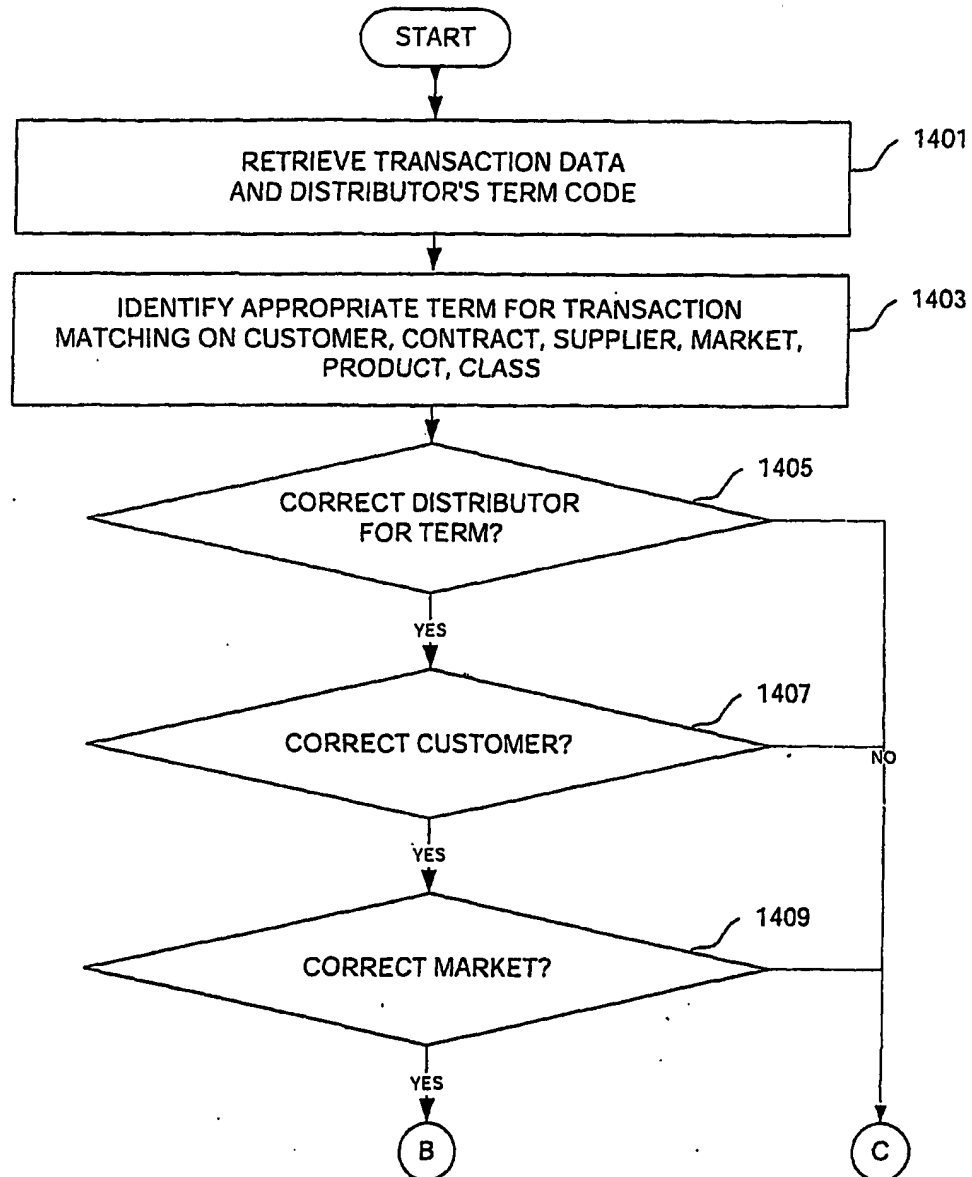 START
RETRIEVE TRANSACTION DATA
AND DISTRIBUTOR'S TERM CODE
1401
IDENTIFY APPROPRIATE TERM FOR TRANSACTION
MATCHING ON CUSTOMER, CONTRACT, SUPPLIER, MARKET,
PRODUCT, CLASS
1403
CORRECT DISTRIBUTOR
FOR TERM?
1405
YES
CORRECT CUSTOMER?
1407
NO
YES
CORRECT MARKET?
1409
YES
B
C